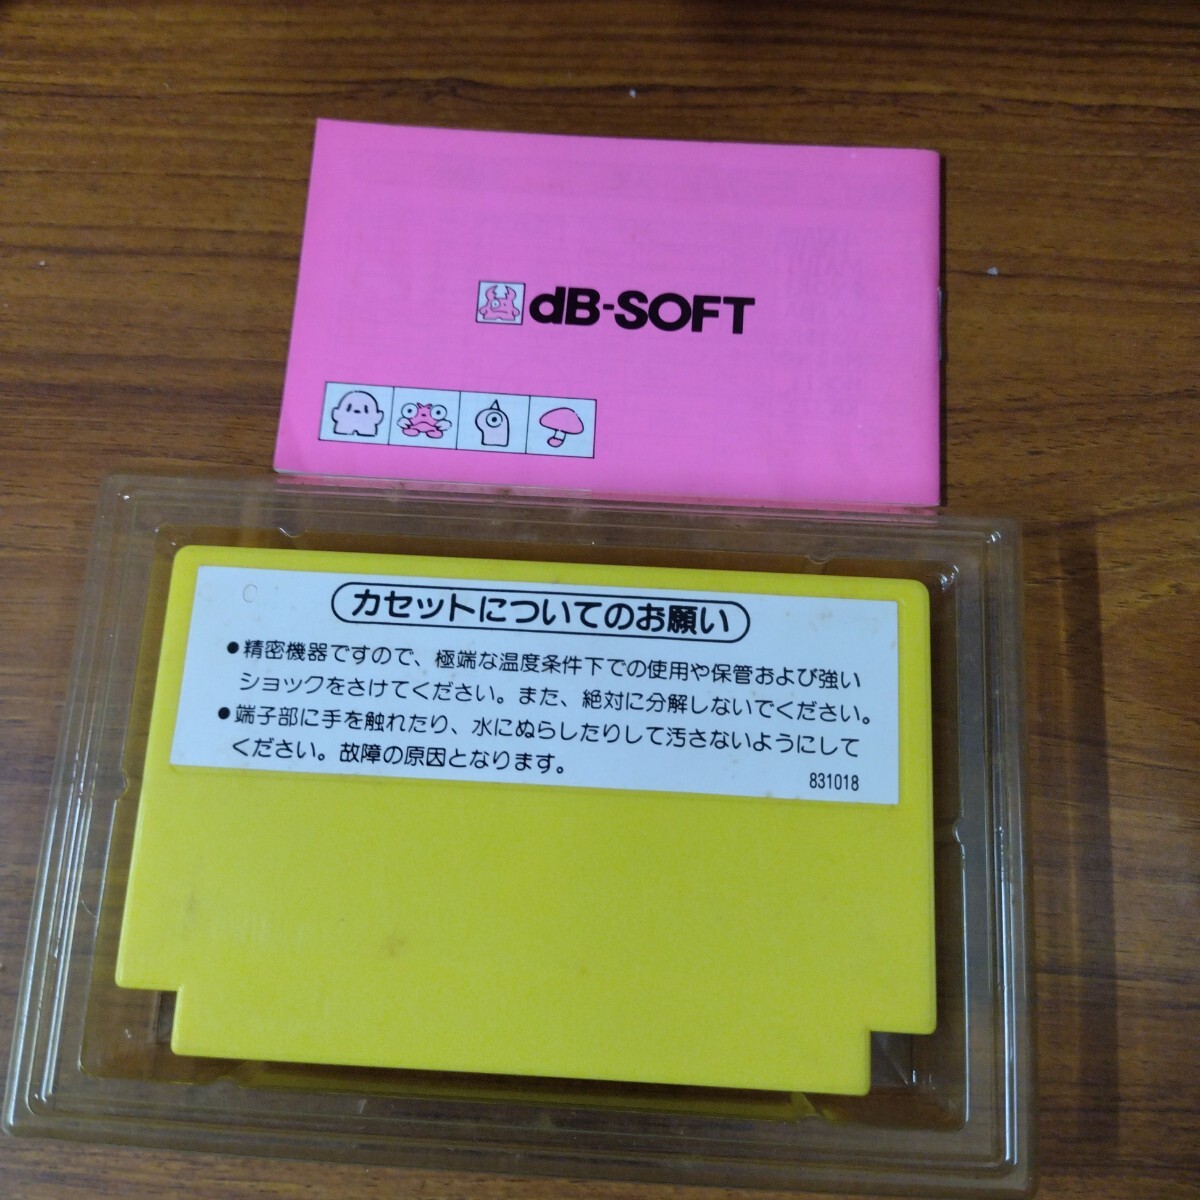 dB-SOFT
カセットについてのお願い
●精密機器ですので、極端な温度条件下での使用や保管および強い
ショックをさけてください。また、絶対に分解しないでください。
●端子部に手を触れたり、水にぬらしたりして汚さないようにして
ください。故障の原因となります。
831018